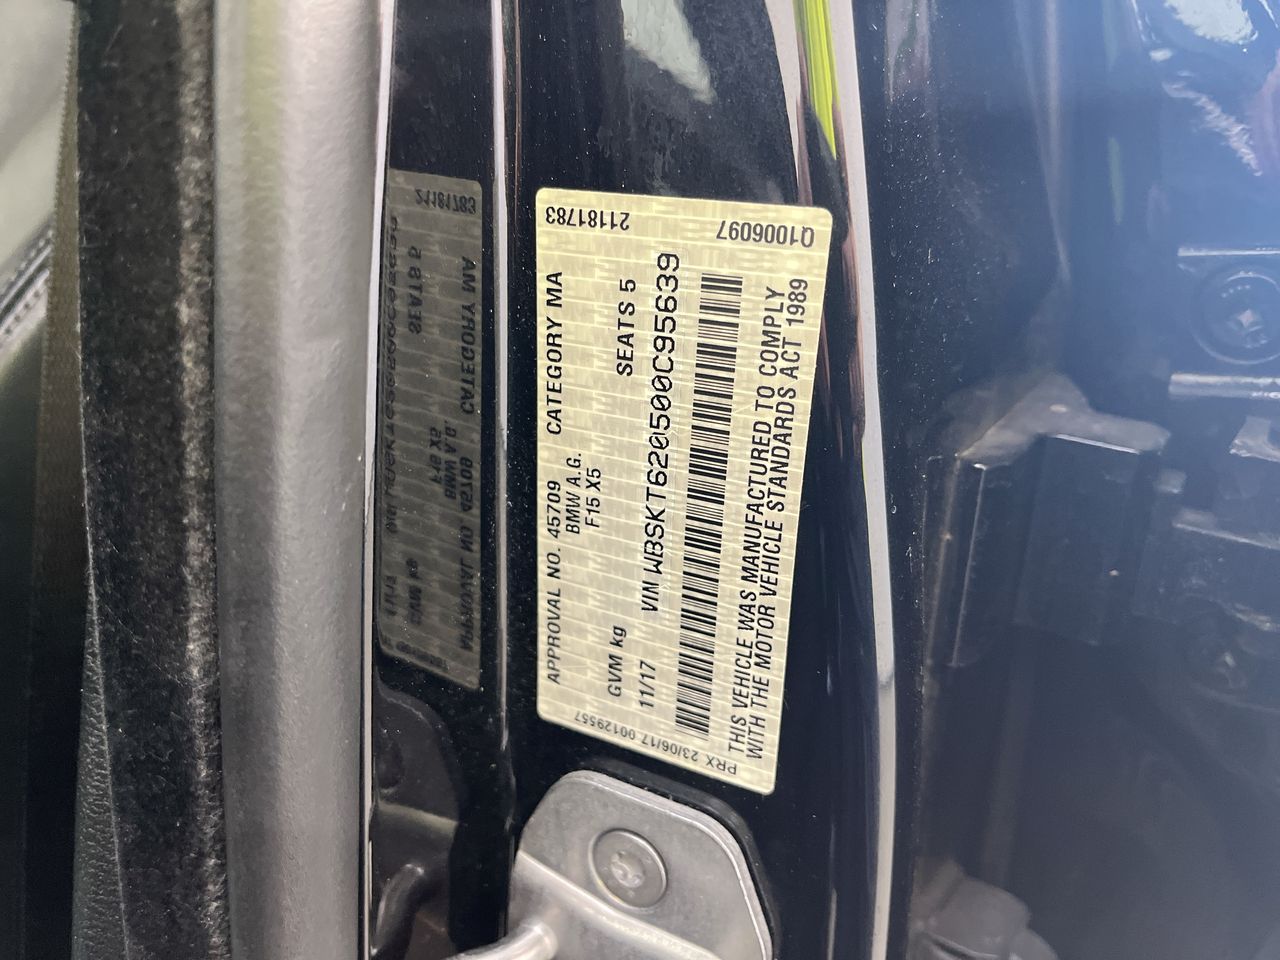 APPROVAL NO. 45709 CATEGORY MA
BMW A.G.
F15 X5
GVM kg SEATS 5
11/17 VIN WBSKT620500C95639
THIS VEHICLE WAS MANUFACTURED TO COMPLY
WITH THE MOTOR VEHICLE STANDARDS ACT 1989
PRX 23/06/17 00129557
21181783
Q1006097